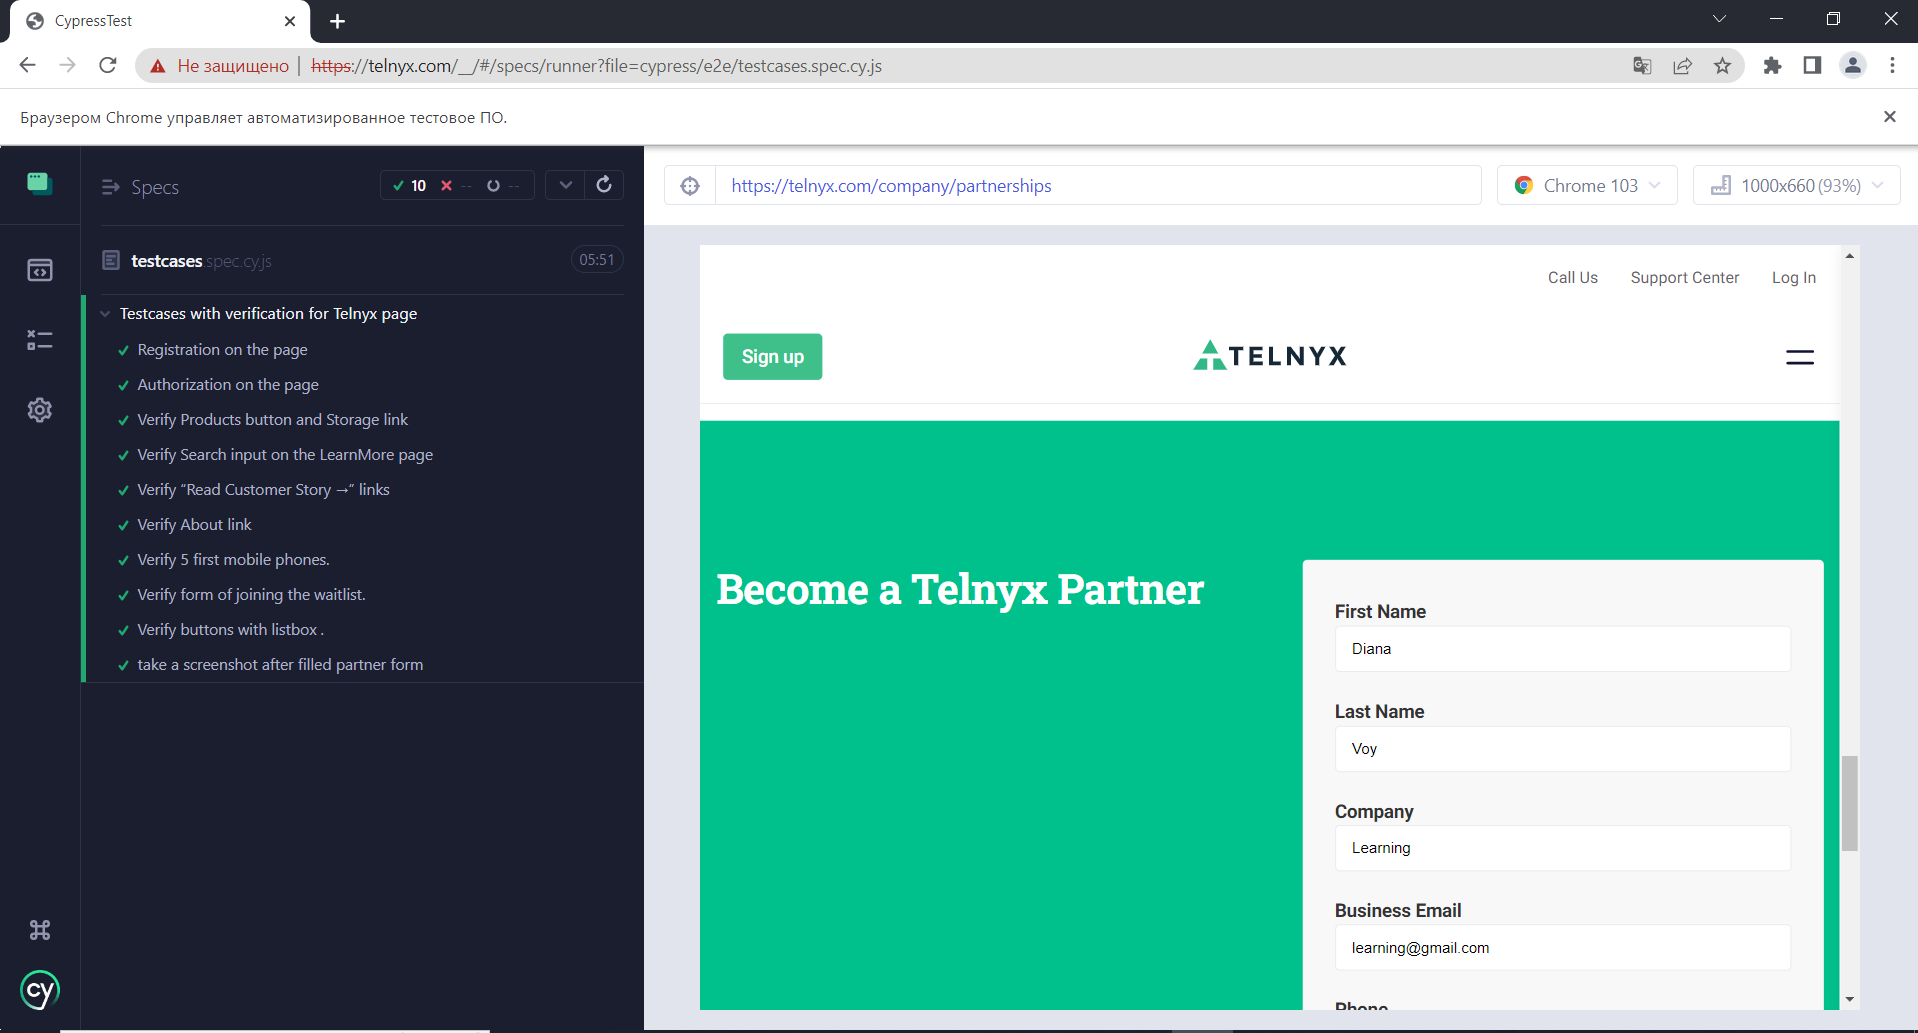 CypressTest
Не защищено | https://telnyx.com/__/#/specs/runner?file=cypress/e2e/testcases.spec.cy.js
Браузером Chrome управляет автоматизированное тестовое ПО.
Specs
10 -- --
testcases.spec.cy.js 05:51
Testcases with verification for Telnyx page
Registration on the page
Authorization on the page
Verify Products button and Storage link
Verify Search input on the LearnMore page
Verify “Read Customer Story →” links
Verify About link
Verify 5 first mobile phones.
Verify form of joining the waitlist.
Verify buttons with listbox .
take a screenshot after filled partner form
cy
https://telnyx.com/company/partnerships
Chrome 103
1000x660 (93%)
Call Us Support Center Log In
Sign up
TELNYX
Become a Telnyx Partner
First Name
Diana
Last Name
Voy
Company
Learning
Business Email
learning@gmail.com
Phone